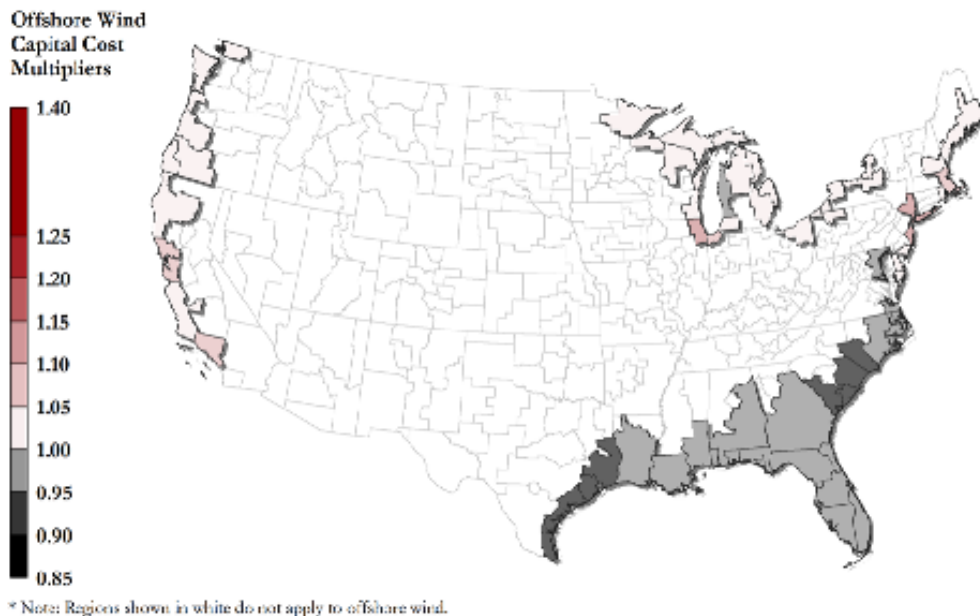 Offshore Wind
Capital Cost
Multipliers
1.40
1.25
1.20
1.15
1.10
1.05
1.00
0.95
0.90
0.85
* Note: Regions shown in white do not apply to offshore wind.